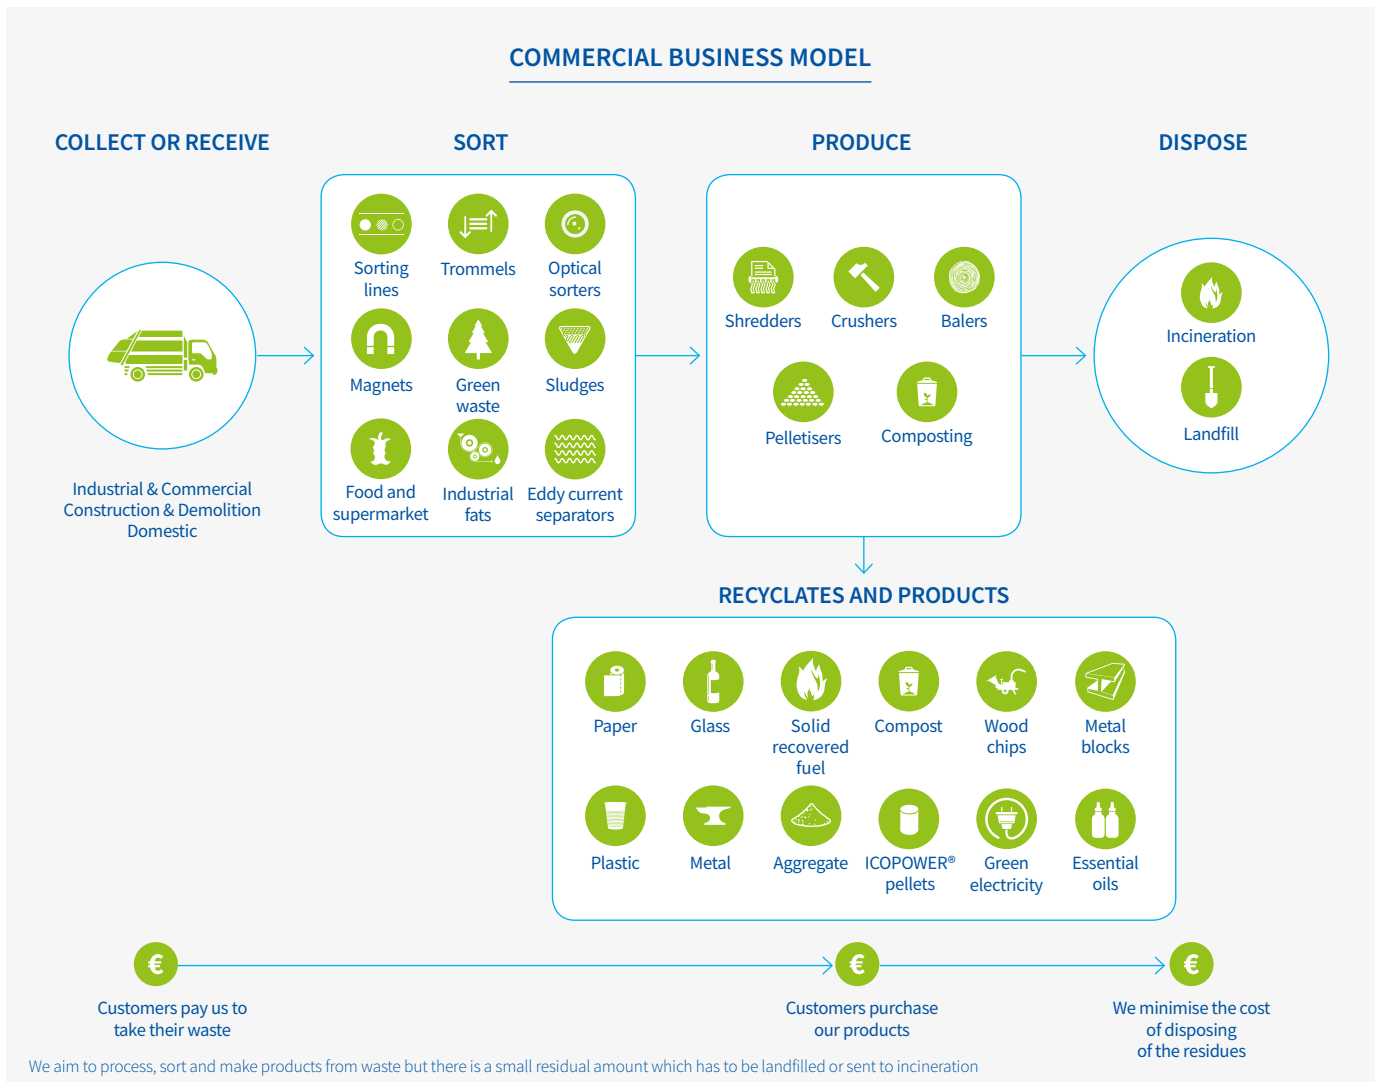 COMMERCIAL BUSINESS MODEL
COLLECT OR RECEIVE
SORT
PRODUCE
DISPOSE
Industrial & Commercial
Construction & Demolition
Domestic
Sorting
lines
Trommels
Optical
sorters
Magnets
Green
waste
Sludges
Food and
supermarket
Industrial
fats
Eddy current
separators
Shredders
Crushers
Balers
Pelletisers
Composting
Incineration
Landfill
RECYCLATES AND PRODUCTS
Paper
Glass
Solid
recovered
fuel
Compost
Wood
chips
Metal
blocks
Plastic
Metal
Aggregate
ICOPOWER®
pellets
Green
electricity
Essential
oils
€
Customers pay us to
take their waste
€
Customers purchase
our products
€
We minimise the cost
of disposing
of the residues
We aim to process, sort and make products from waste but there is a small residual amount which has to be landfilled or sent to incineration